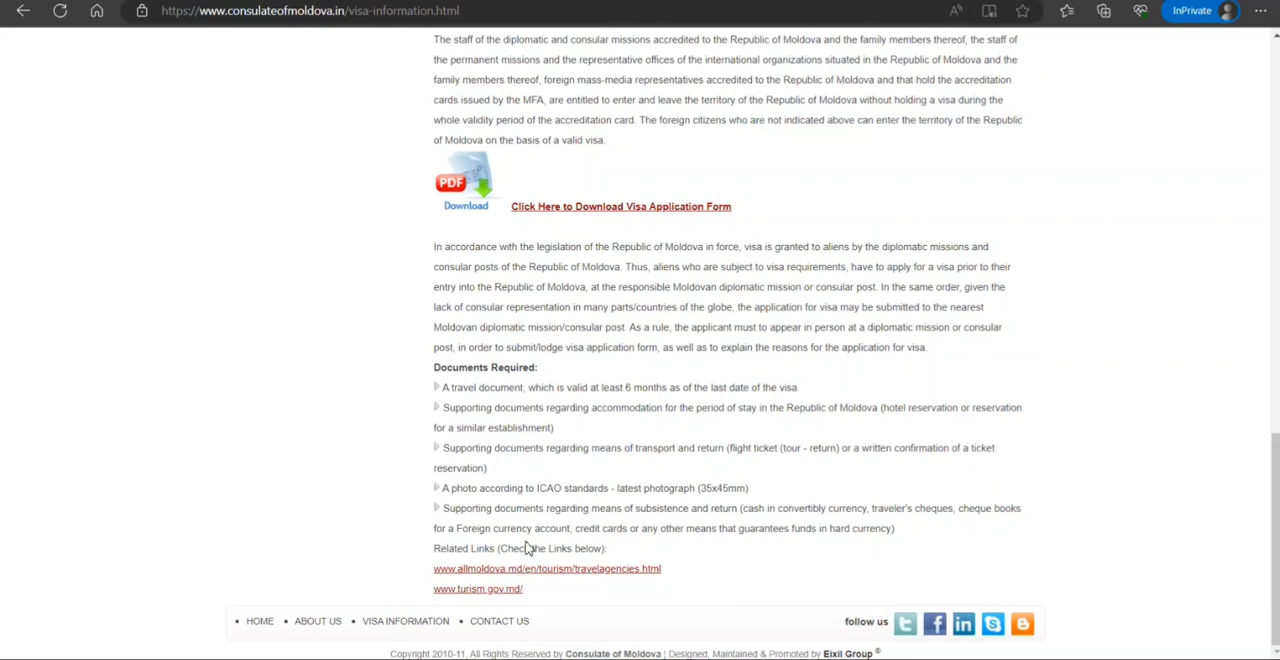 https://www.consulateofmoldova.in/visa-information.html
InPrivate
The staff of the diplomatic and consular missions accredited to the Republic of Moldova and the family members thereof, the staff of
the permanent missions and the representative offices of the international organizations situated in the Republic of Moldova and the
family members thereof, foreign mass-media representatives accredited to the Republic of Moldova and that hold the accreditation
cards issued by the MFA, are entitled to enter and leave the territory of the Republic of Moldova without holding a visa during the
whole validity period of the accreditation card. The foreign citizens who are not indicated above can enter the territory of the Republic
of Moldova on the basis of a valid visa.
PDF
Download
Click Here to Download Visa Application Form
In accordance with the legislation of the Republic of Moldova in force, visa is granted to aliens by the diplomatic missions and
consular posts of the Republic of Moldova. Thus, aliens who are subject to visa requirements, have to apply for a visa prior to their
entry into the Republic of Moldova, at the responsible Moldovan diplomatic mission or consular post. In the same order, given the
lack of consular representation in many parts/countries of the globe, the application for visa may be submitted to the nearest
Moldovan diplomatic mission/consular post. As a rule, the applicant must to appear in person at a diplomatic mission or consular
post, in order to submit/lodge visa application form, as well as to explain the reasons for the application for visa.
Documents Required:
A travel document, which is valid at least 6 months as of the last date of the visa.
Supporting documents regarding accommodation for the period of stay in the Republic of Moldova (hotel reservation or reservation
for a similar establishment)
Supporting documents regarding means of transport and return (flight ticket (tour - return) or a written confirmation of a ticket
reservation)
A photo according to ICAO standards - latest photograph (35x45mm)
Supporting documents regarding means of subsistence and return (cash in convertibly currency, traveler's cheques, cheque books
for a Foreign currency account, credit cards or any other means that guarantees funds in hard currency)
Related Links (Check the Links below):
www.allmoldova.md/en/tourism/travelagencies.html
www.turism.gov.md/
• HOME • ABOUT US • VISA INFORMATION • CONTACT US
follow us
Copyright 2010-11, All Rights Reserved by Consulate of Moldova ¦ Designed, Maintained & Promoted by Eixil Group ®